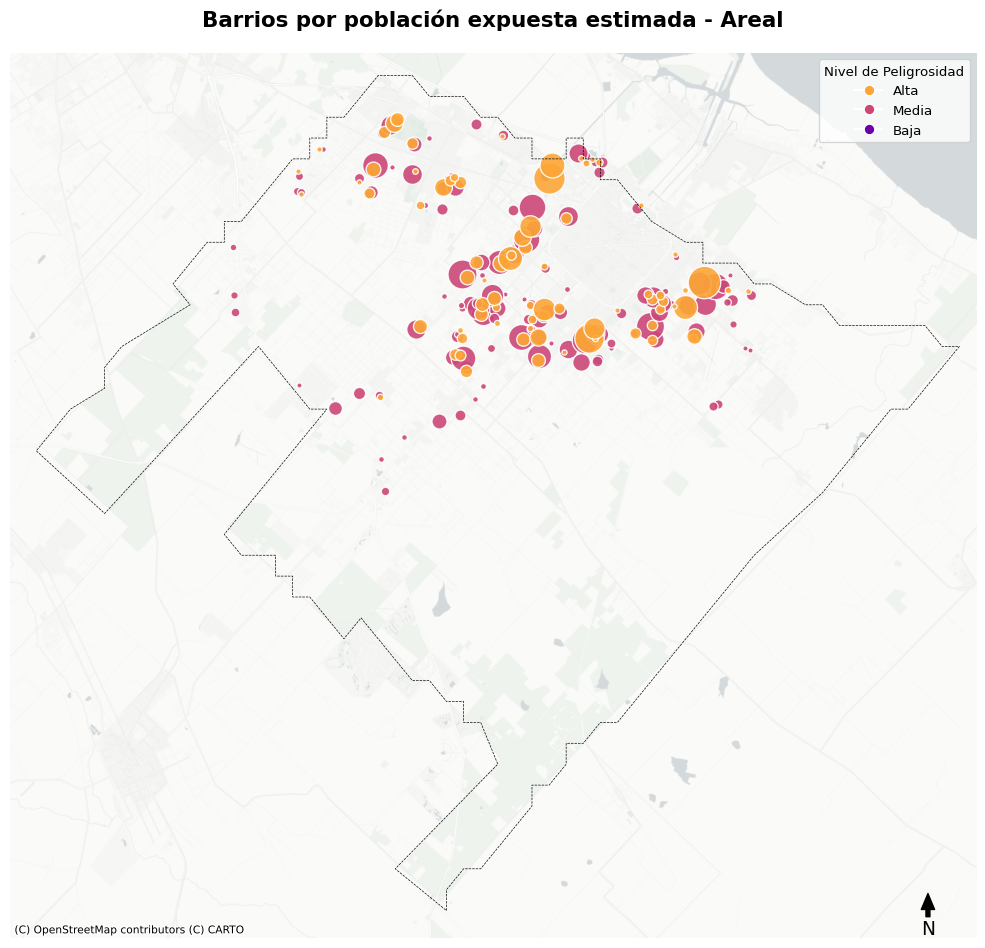 Barrios por población expuesta estimada - Areal
Nivel de Peligrosidad
Alta
Media
Baja
N
(C) OpenStreetMap contributors (C) CARTO